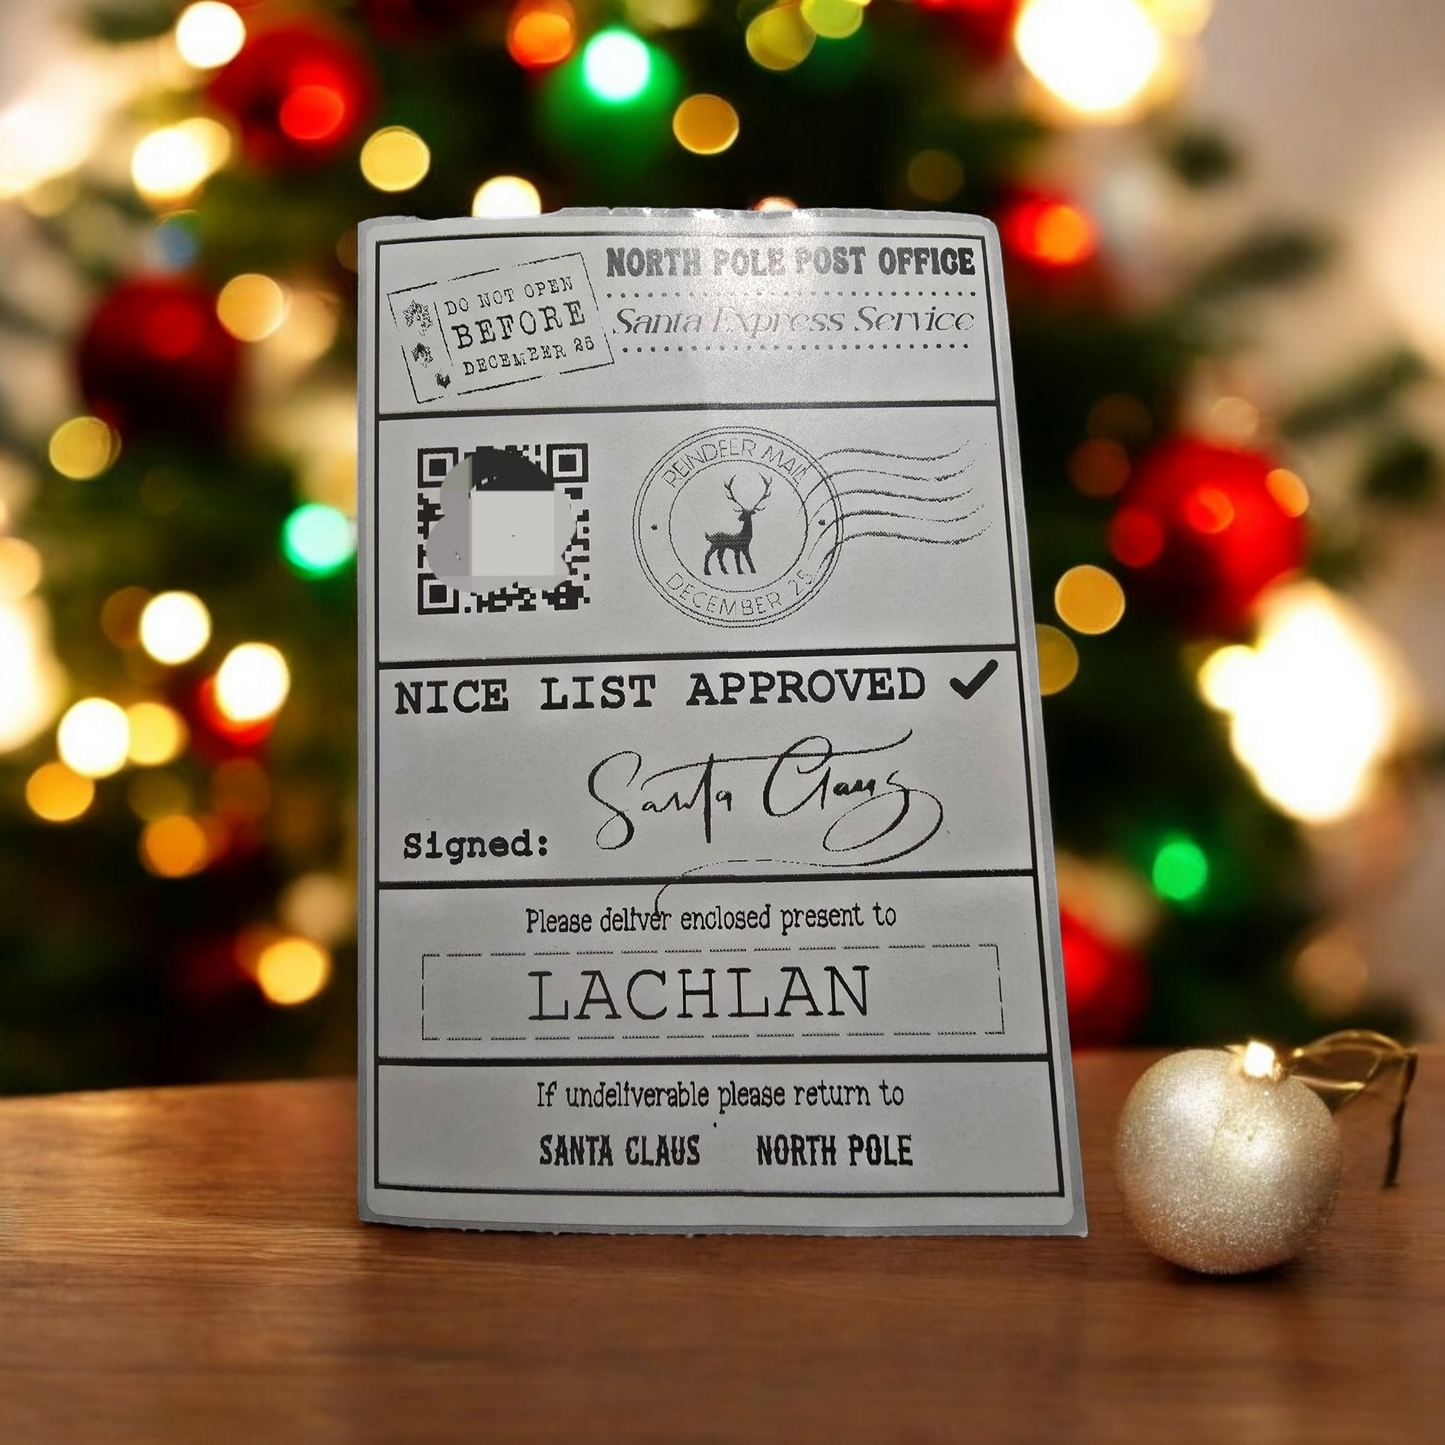 DO NOT OPEN
BEFORE
DECEMBER 25
NORTH POLE POST OFFICE
Santa Express Service
REINDEER MAIL
DECEMBER 25
NICE LIST APPROVED ✓
Signed: Santa Claus
Please deliver enclosed present to
LACHLAN
If undeliverable please return to
SANTA CLAUS NORTH POLE